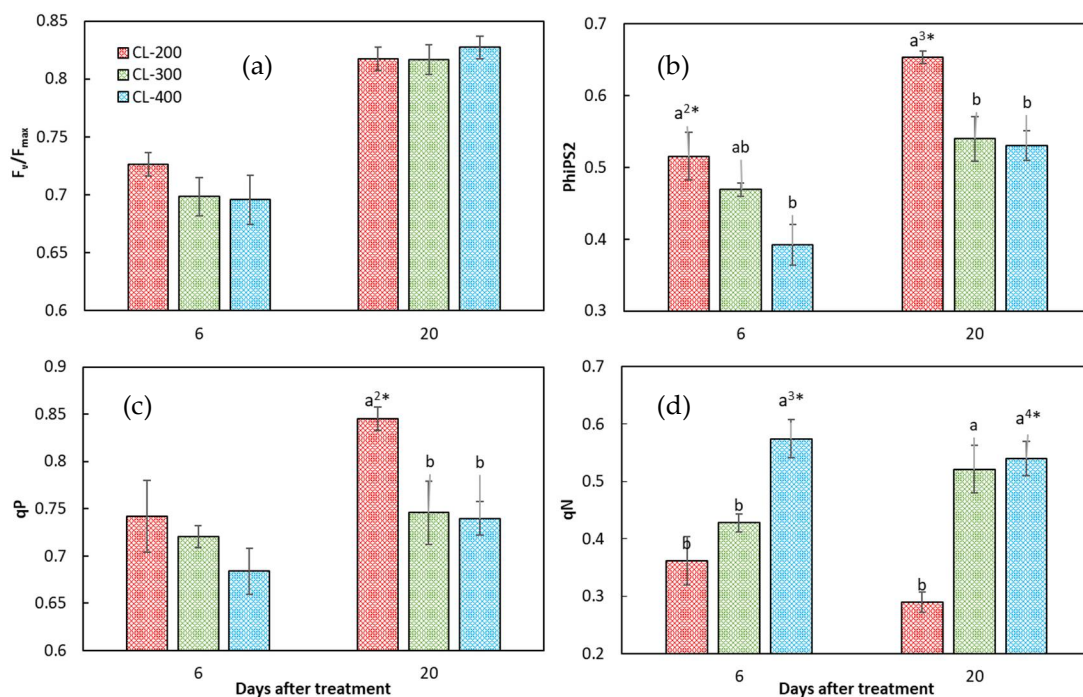 0.85
0.8
0.75
0.7
0.65
0.6
Fv/Fmax
CL-200
CL-300
CL-400
(a)
6
20
0.7
0.6
0.5
0.4
0.3
PhiPS2
(b)
a2*
ab
b
a3*
b
b
6
20
0.9
0.85
0.8
0.75
0.7
0.65
0.6
qP
(c)
a2*
b
b
6
20
Days after treatment
0.7
0.6
0.5
0.4
0.3
0.2
qN
(d)
b
b
a3*
b
a
a4*
6
20
Days after treatment